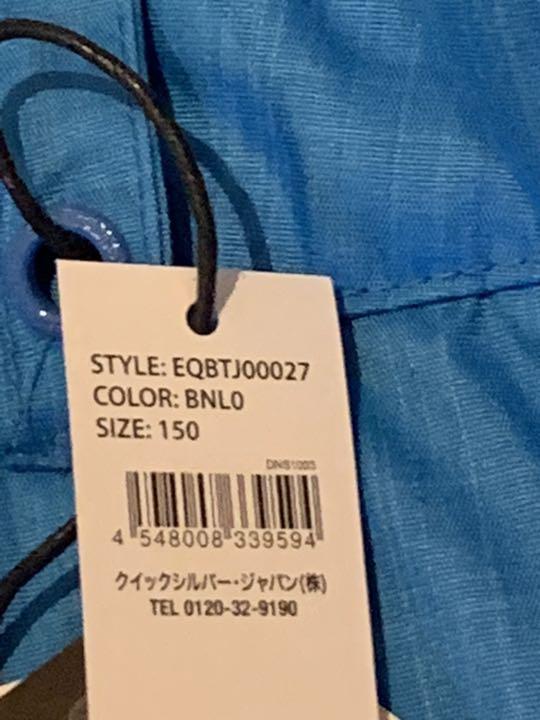 STYLE: EQBTJ00027
COLOR: BNL0
SIZE: 150
4 548008 339594
クイックシルバー・ジャパン(株)
TEL 0120-32-9190